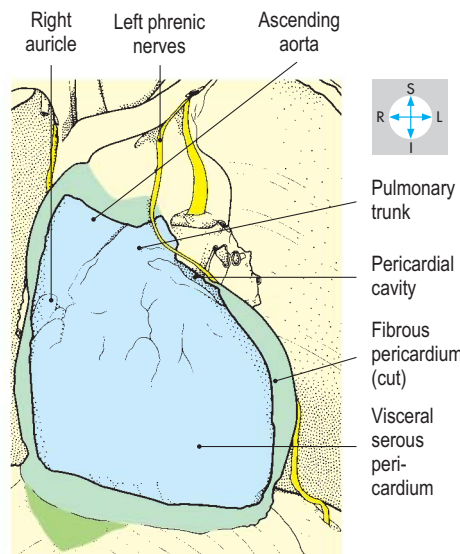 Right
auricle
Left phrenic
nerves
Ascending
aorta
S
R
L
I
Pulmonary
trunk
Pericardial
cavity
Fibrous
pericardium
(cut)
Visceral
serous
peri-
cardium